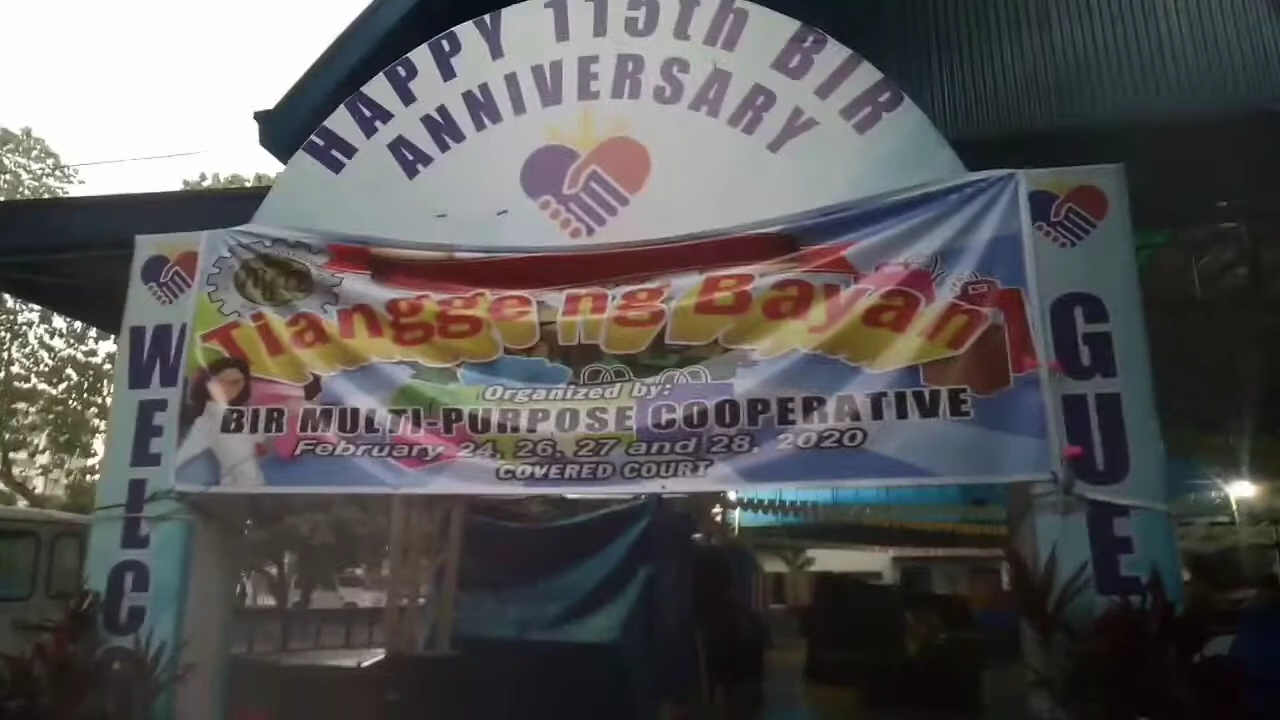 HAPPY 115th BIR
ANNIVERSARY
Tiangge ng Bayan
Organized by:
BIR MULTI-PURPOSE COOPERATIVE
February 24, 26, 27 and 28, 2020
COVERED COURT
WELCO
GUE